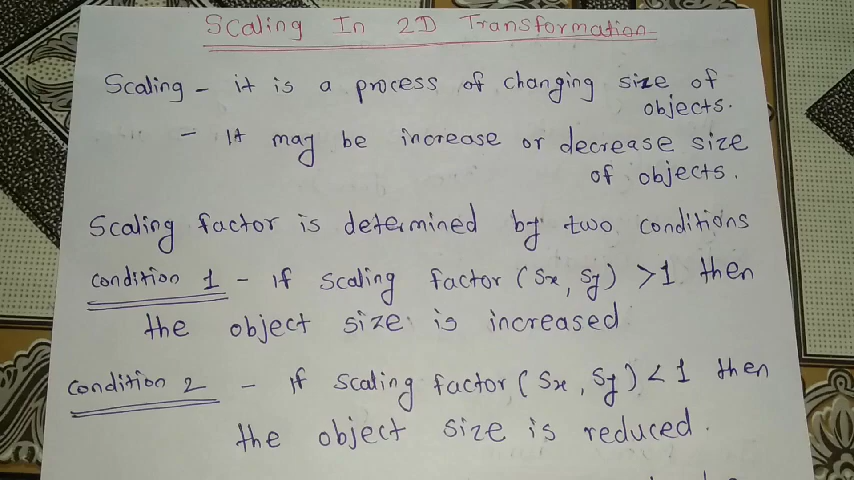 Scaling In 2D Transformation
Scaling - it is a process of changing size of
objects.
- It may be increase or decrease size
of objects.
Scaling factor is determined by two conditions
condition 1 - if scaling factor (Sx, Sy) >1 then
the object size is increased
condition 2 - if scaling factor (Sx, Sy) < 1 then
the object size is reduced.